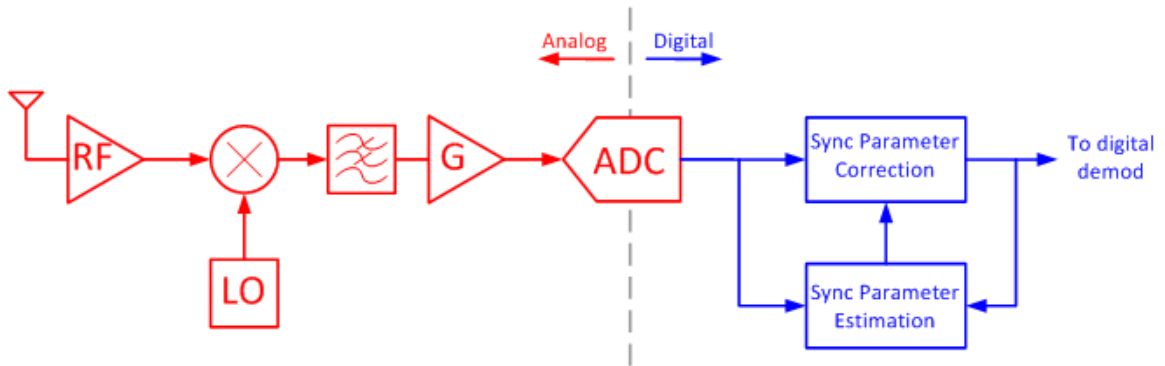 Analog
Digital
RF
LO
G
ADC
Sync Parameter
Correction
Sync Parameter
Estimation
To digital
demod